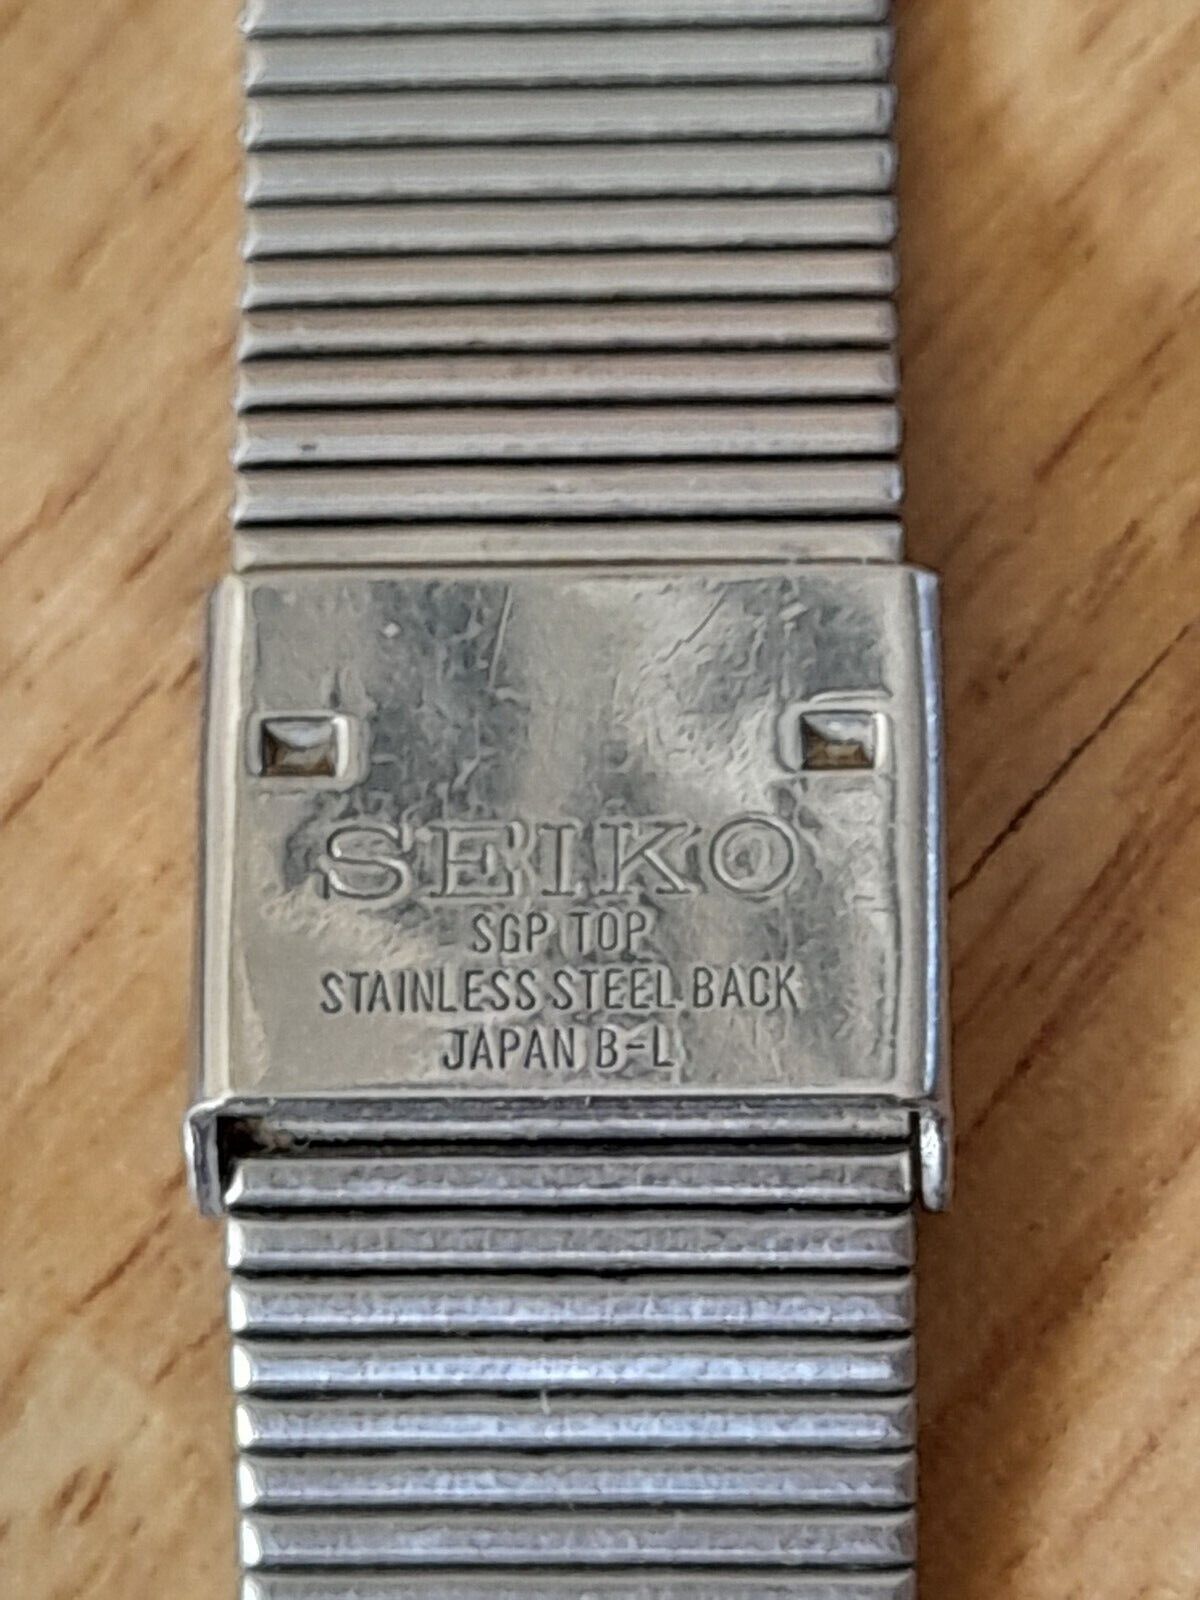 SEIKO
SGP TOP
STAINLESS STEEL BACK
JAPAN B-L